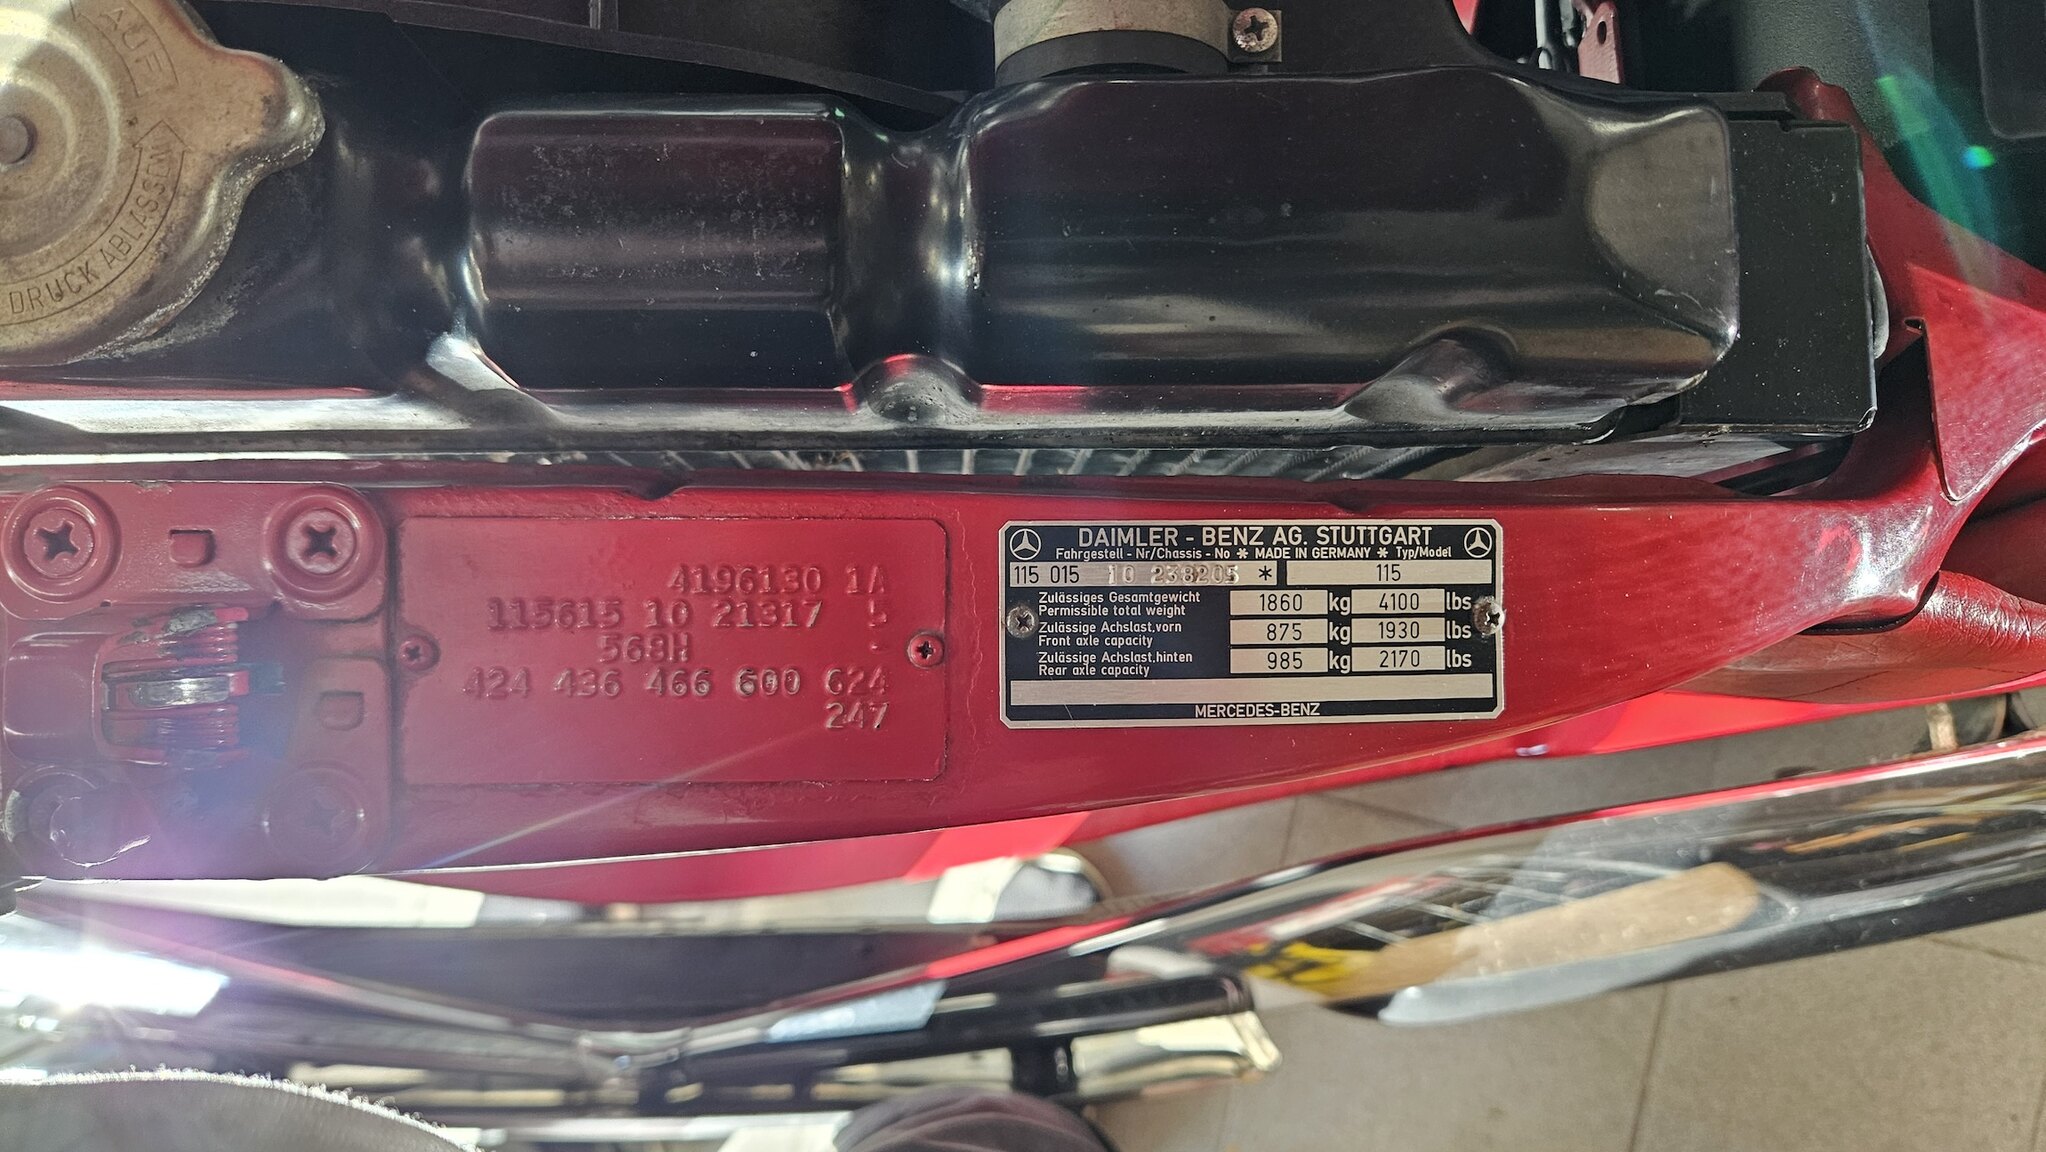 AUF
DRUCK ABLASSEN
4196130 1A
115615 10 21317 5
568H -
424 436 466 600 624
247
DAIMLER - BENZ AG. STUTTGART
Fahrgestell - Nr/Chassis - No * MADE IN GERMANY * Typ/Model
115 015 10 238205 * 115
Zulässiges Gesamtgewicht
Permissible total weight
1860 kg 4100 lbs
Zulässige Achslast,vorn
Front axle capacity
875 kg 1930 lbs
Zulässige Achslast,hinten
Rear axle capacity
985 kg 2170 lbs
MERCEDES-BENZ